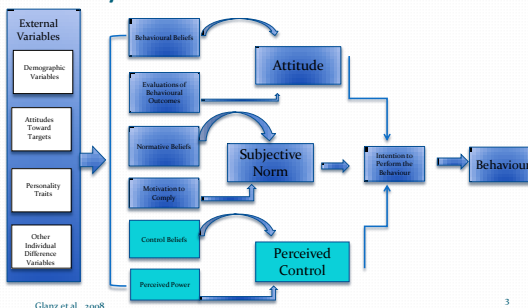 External
Variables
Demographic
Variables
Attitudes
Toward
Targets
Personality
Traits
Other
Individual
Difference
Variables
Behavioural Beliefs
Evaluations of
Behavioural
Outcomes
Normative Beliefs
Motivation to
Comply
Control Beliefs
Perceived Power
Attitude
Subjective
Norm
Perceived
Control
Intention to
Perform the
Behaviour
Behaviour
Glanz et al., 2008
3